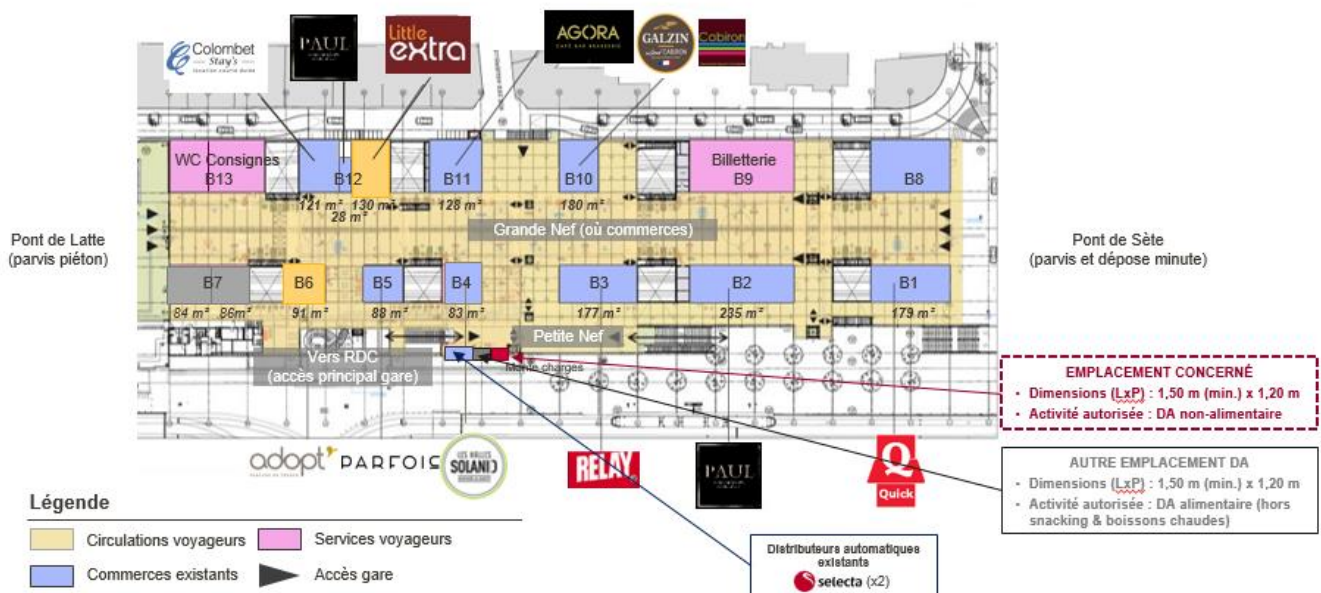 Colombet
Stay's
PAUL
Little
extra
AGORA
CAFÉ BAR BRASSERIE
GALZIN
CABIRON
Cabiron
WC Consignes
B13
B12
B11
B10
Billetterie
B9
B8
121 m²
28 m²
130 m²
128 m²
180 m²
Grande Nef (où commerces)
Pont de Latte
(parvis piéton)
Pont de Sète
(parvis et dépose minute)
B7
B6
B5
B4
B3
B2
B1
84 m²
86m²
91 m²
88 m²
83 m²
177 m²
235 m²
179 m²
Petite Nef
Vers RDC
(accès principal gare)
Monte charges
EMPLACEMENT CONCERNÉ
- Dimensions (LxP) : 1,50 m (min.) x 1,20 m
- Activité autorisée : DA non-alimentaire
adopt'
PARFOIS
LES HALLES
SOLANID
RELAY
PAUL
Q
Quick
AUTRE EMPLACEMENT DA
- Dimensions (LxP) : 1,50 m (min.) x 1,20 m
- Activité autorisée : DA alimentaire (hors
snacking & boissons chaudes)
Légende
Circulations voyageurs
Services voyageurs
Commerces existants
Accès gare
Distributeurs automatiques
existants
selecta (x2)